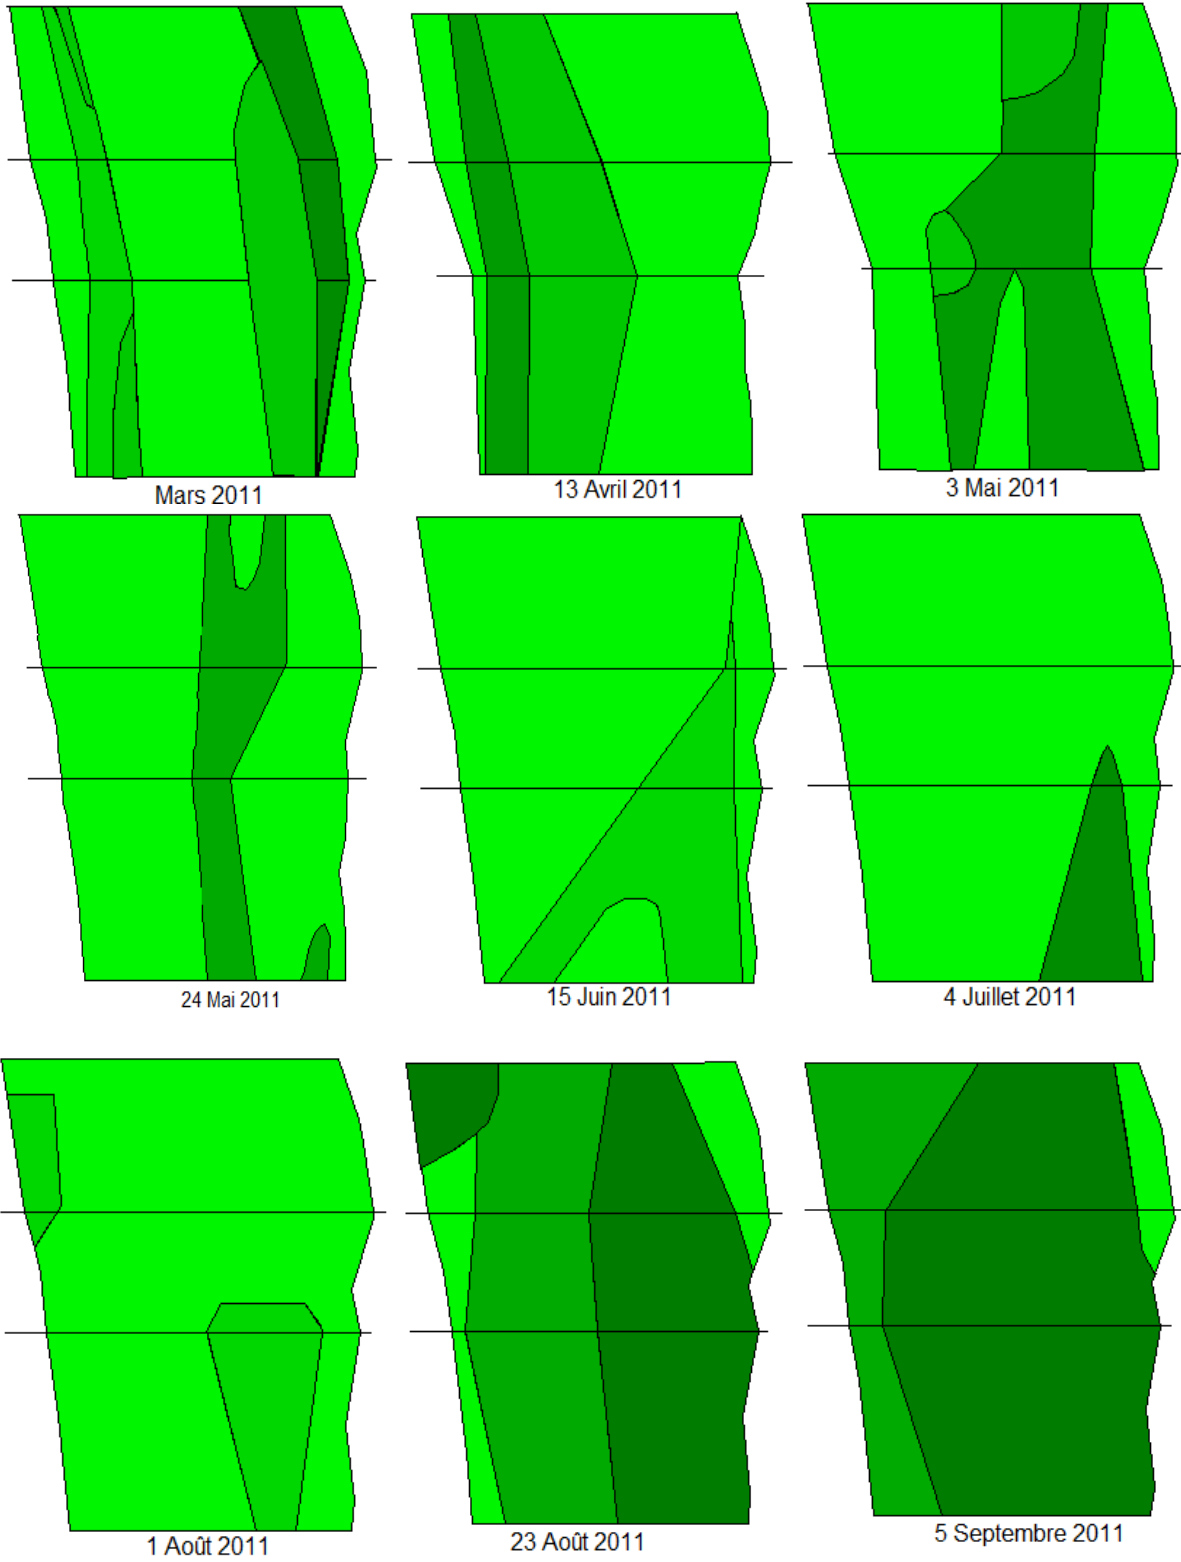 Mars 2011
13 Avril 2011
3 Mai 2011
24 Mai 2011
15 Juin 2011
4 Juillet 2011
1 Août 2011
23 Août 2011
5 Septembre 2011